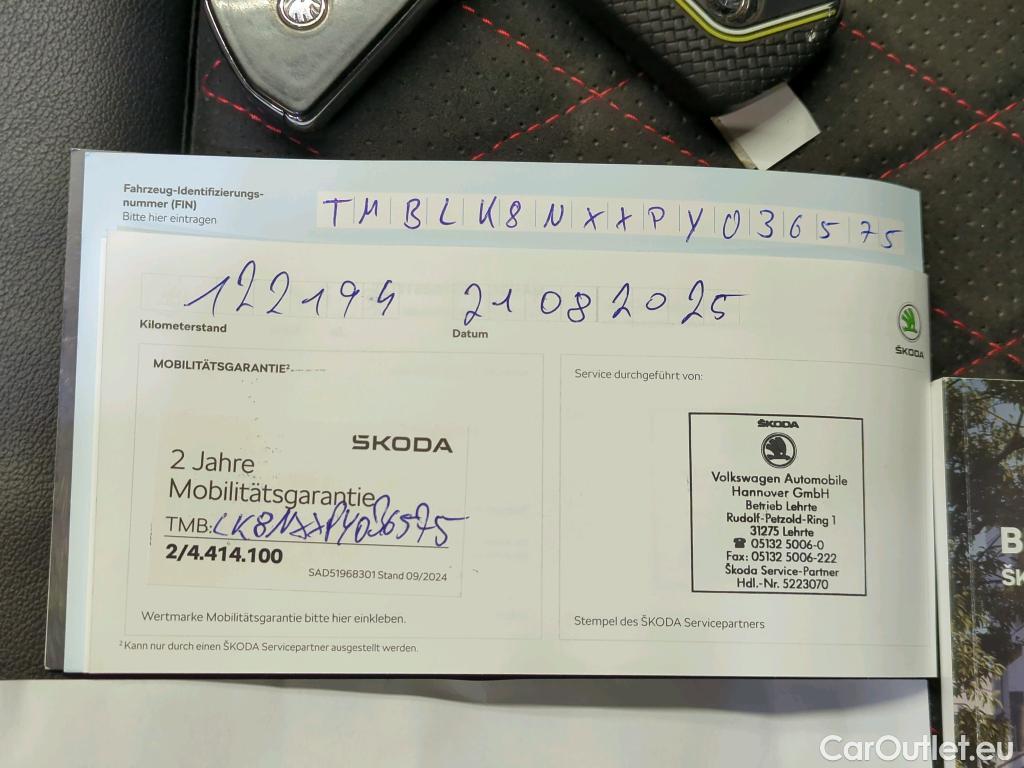 Fahrzeug-Identifizierungs-
nummer (FIN)
Bitte hier eintragen
TMBLK8NXXPY036575
122194
Kilometerstand
21 08 2025
Datum
ŠKODA
MOBILITÄTSGARANTIE²
ŠKODA
2 Jahre
Mobilitätsgarantie
TMB:LK8NXXPY036575
2/4.414.100
SAD51968301 Stand 09/2024
Wertmarke Mobilitätsgarantie bitte hier einkleben.
² Kann nur durch einen ŠKODA Servicepartner ausgestellt werden.
Service durchgeführt von:
ŠKODA
Volkswagen Automobile
Hannover GmbH
Betrieb Lehrte
Rudolf-Petzold-Ring 1
31275 Lehrte
☎ 05132 5006-0
Fax: 05132 5006-222
Škoda Service-Partner
Hdl.-Nr. 5223070
Stempel des ŠKODA Servicepartners
CarOutlet.eu